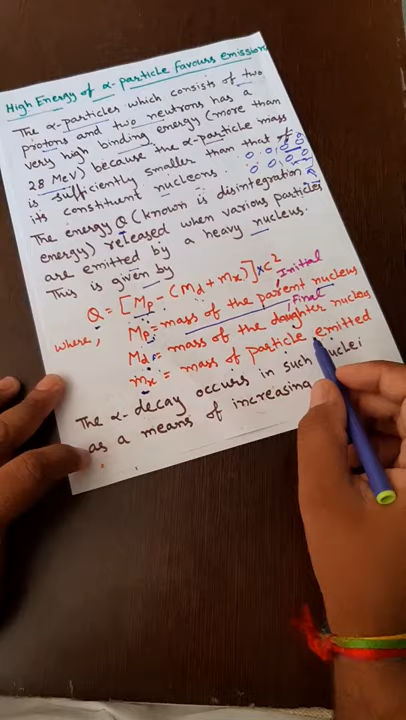 High Energy of α-particle favours emission
The α-particles which consists of two
protons and two neutrons has a
very high binding energy (more than
28 MeV) because the α-particle mass
is sufficiently smaller than that of
its constituent nucleons.
The energy Q (known is disintegration
energy) released when various particles
are emitted by a heavy nucleus.
This is given by
Q = [Mp - (Md + mx)] × c²
Initial
where, Mp = mass of the parent nucleus
Final
Md = mass of the daughter nucleus
mx = mass of particle emitted
The α-decay occurs in such nuclei
as a means of increasing